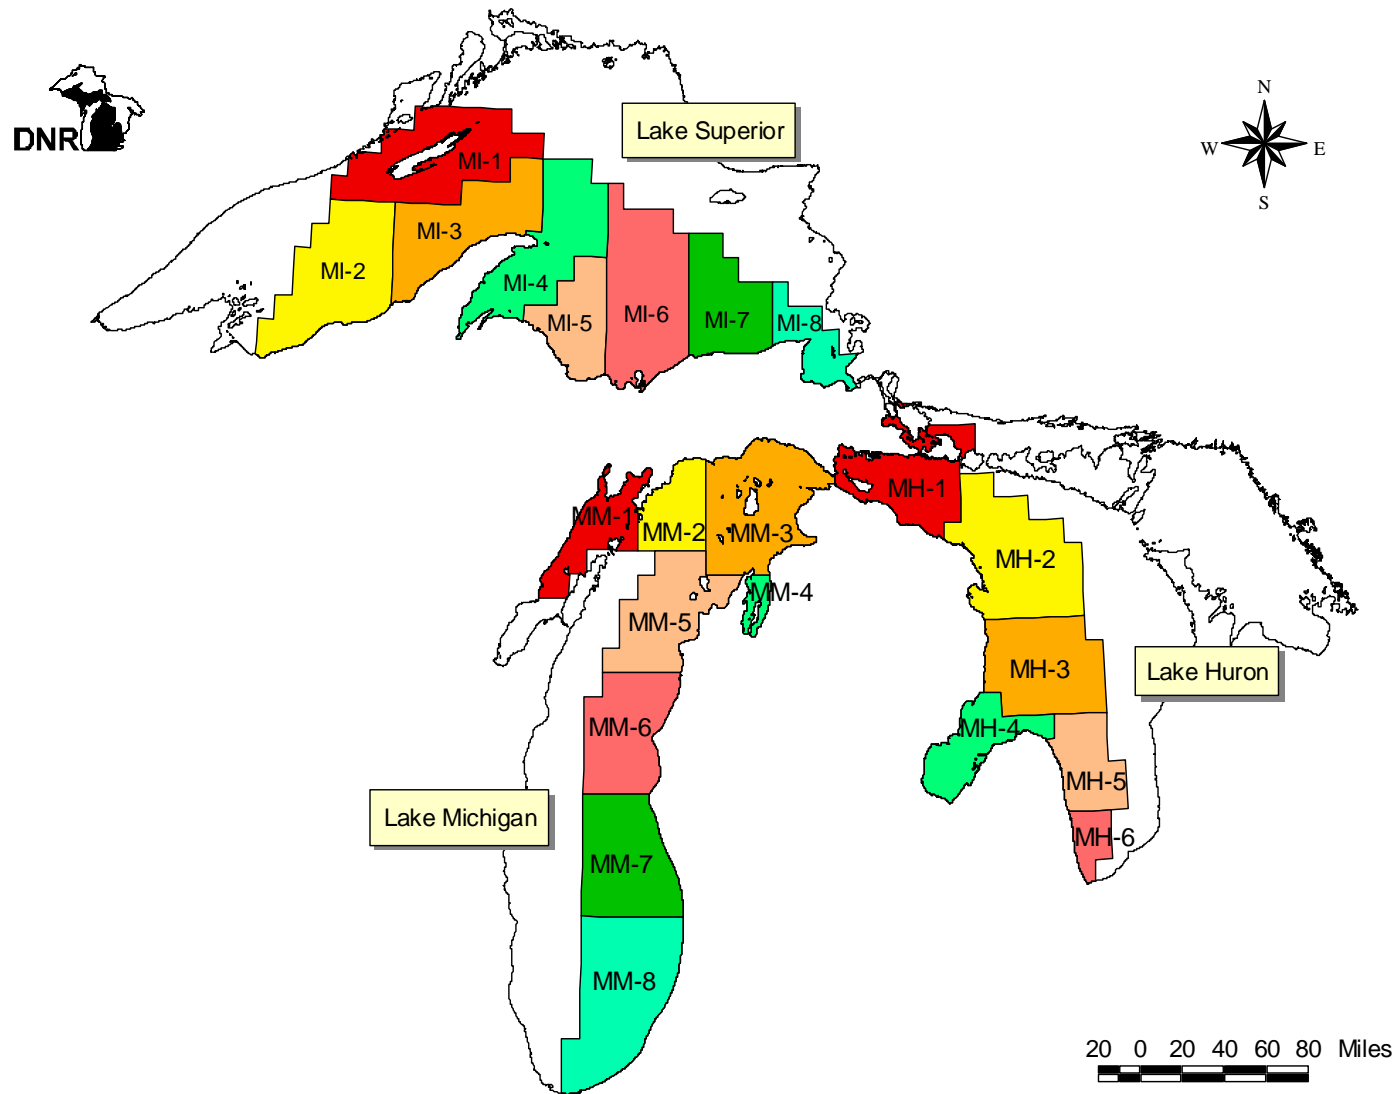 N
W E
S
DNR
Lake Superior
MI-1
MI-3
MI-2
MI-4
MI-5
MI-6
MI-7
MI-8
MM-1
MM-2
MM-3
MM-4
MM-5
MM-6
MM-7
MM-8
Lake Michigan
MH-1
MH-2
MH-3
MH-4
MH-5
MH-6
Lake Huron
20 0 20 40 60 80 Miles